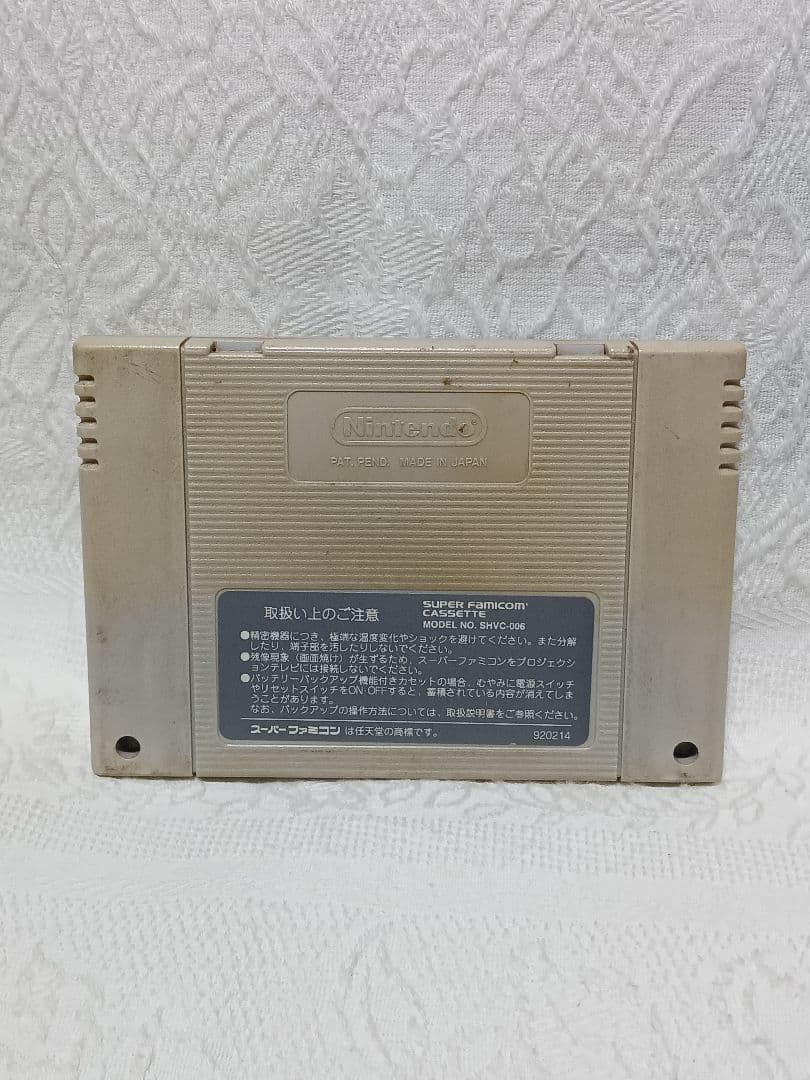 Nintendo®
PAT. PEND. MADE IN JAPAN
取扱い上のご注意
SUPER FAMICOM
CASSETTE
MODEL NO. SHVC-006
●精密機器につき、極端な温度変化やショックを避けてください。また分解
したり、端子部を汚したりしないでください。
●残像現象（画面焼け）が生ずるため、スーパーファミコンをプロジェクシ
ョンテレビには接続しないでください。
●バッテリーバックアップ機能付きカセットの場合、むやみに電源スイッチ
やリセットスイッチをON·OFFすると、蓄積されている内容が消えてしま
うことがあります。
なお、バックアップの操作方法については、取扱説明書をご参照ください。
スーパーファミコン は任天堂の商標です。
920214